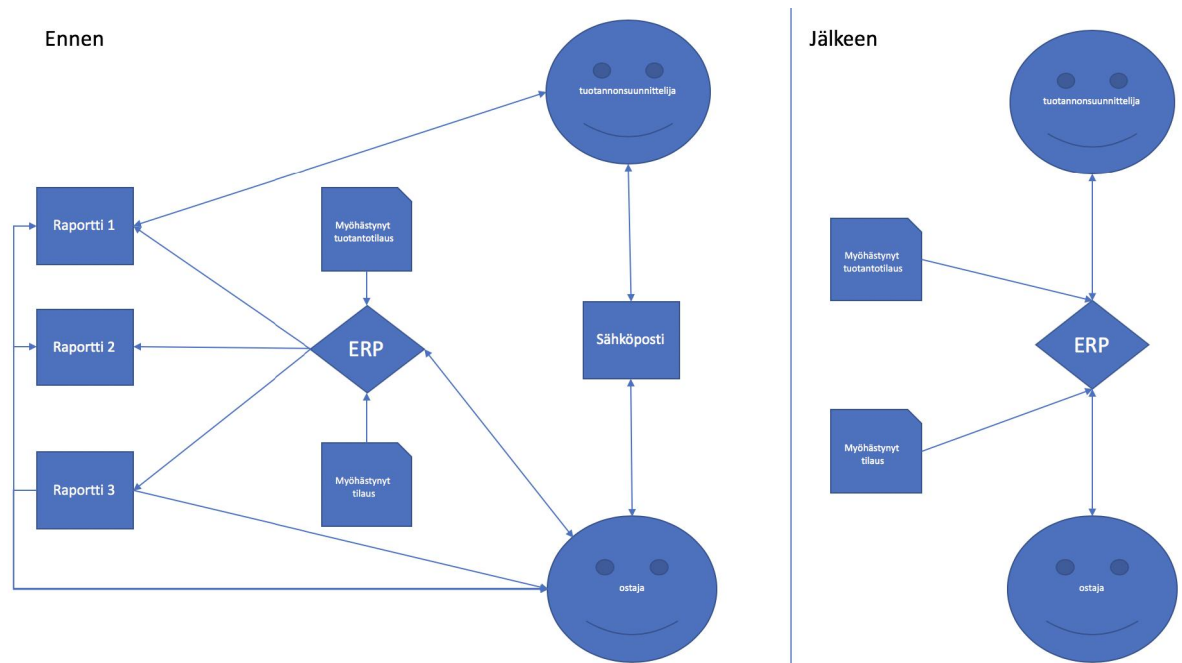 Ennen
tuotannonsuunnittelija
Raportti 1
Myöhästynyt
tuotantotilaus
Raportti 2
ERP
Sähköposti
Raportti 3
Myöhästynyt
tilaus
ostaja
Jälkeen
tuotannonsuunnittelija
Myöhästynyt
tuotantotilaus
ERP
Myöhästynyt
tilaus
ostaja